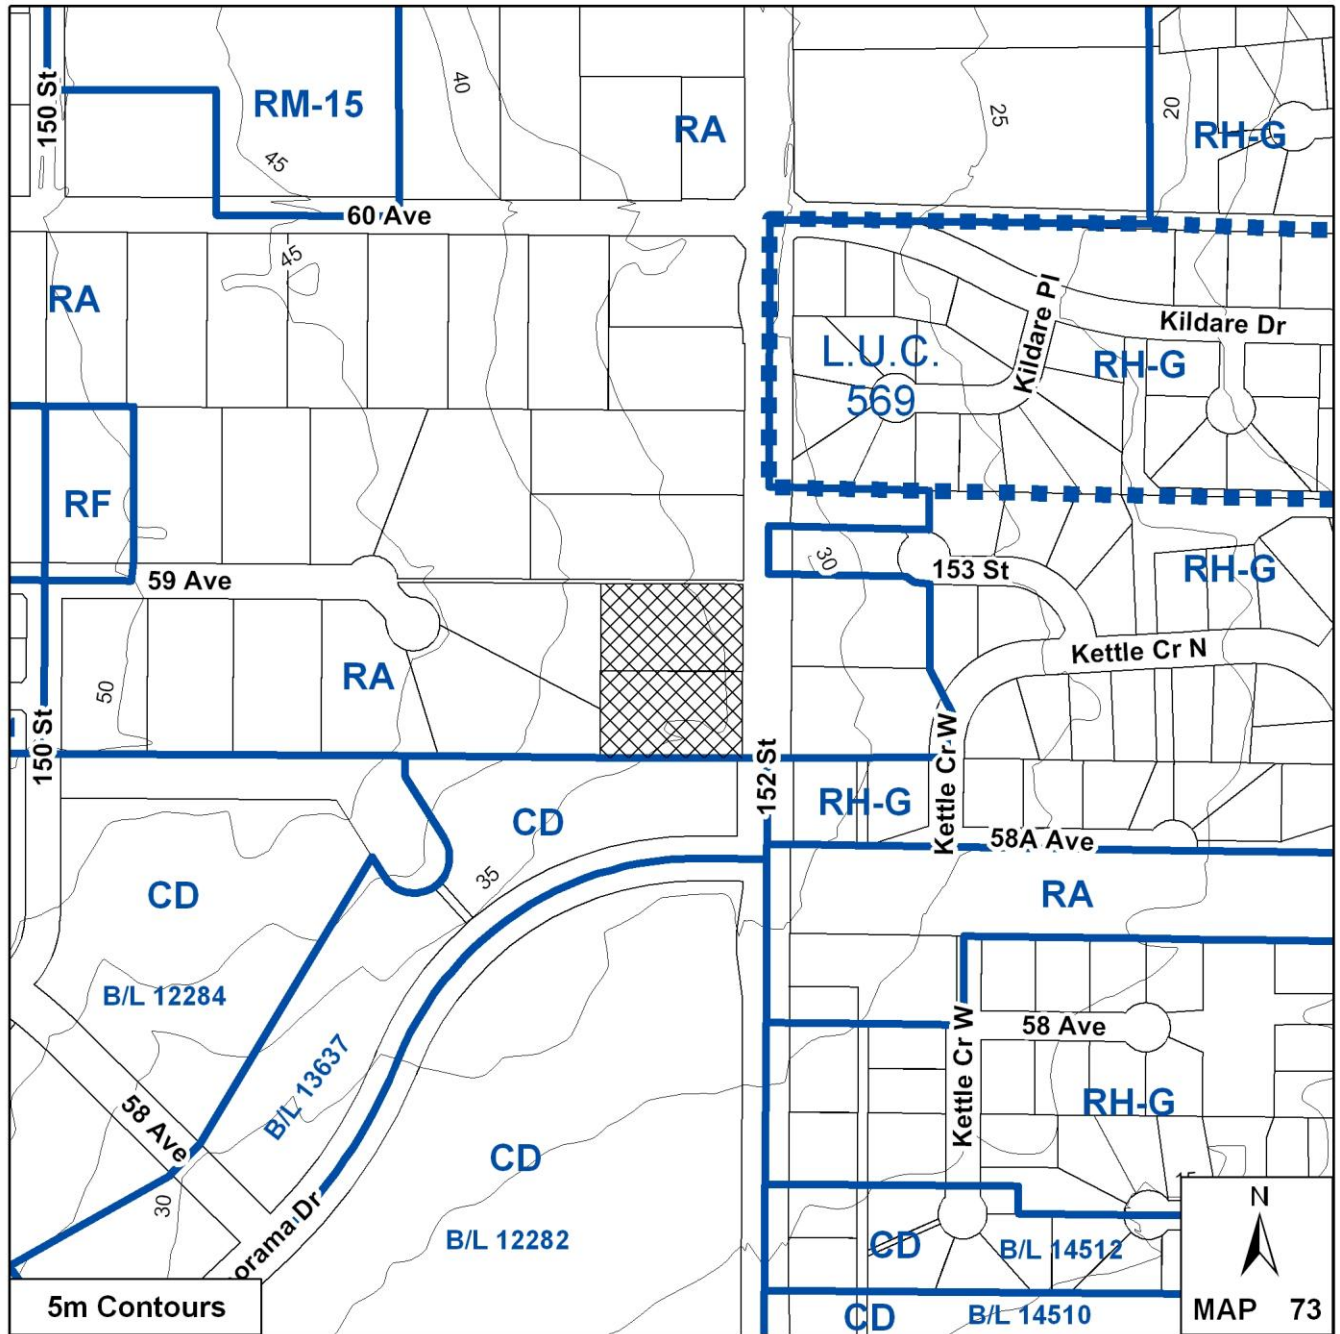 150 St
RM-15
40
RA
25
20
RH-G
45
60 Ave
45
RA
Kildare Pl
Kildare Dr
L.U.C.
569
RH-G
RF
59 Ave
30
153 St
RH-G
Kettle Cr N
RA
50
150 St
152 St
Kettle Cr W
RH-G
CD
58A Ave
35
CD
RA
B/L 12284
B/L 13637
58 Ave
58 Ave
Kettle Cr W
RH-G
CD
30
orama Dr
B/L 12282
CD
B/L 14512
CD
B/L 14510
5m Contours
N
MAP 73